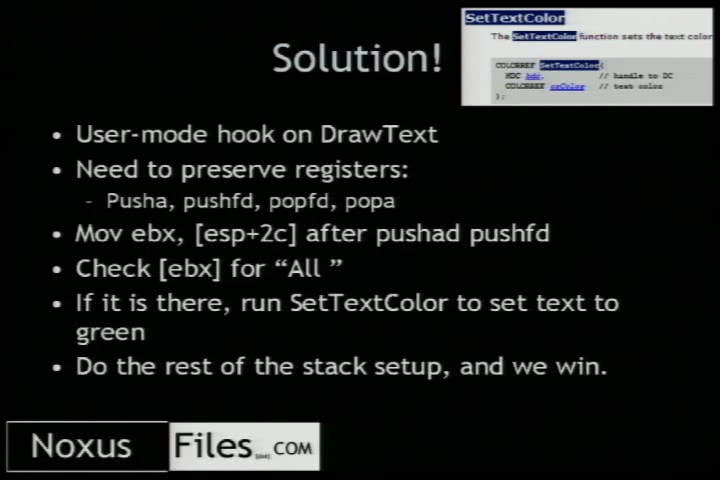 SetTextColor
The SetTextColor function sets the text color
COLORREF SetTextColor(
HDC hdc, // handle to DC
COLORREF crColor // text color
);
Solution!
• User-mode hook on DrawText
• Need to preserve registers:
– Pusha, pushfd, popfd, popa
• Mov ebx, [esp+2c] after pushad pushfd
• Check [ebx] for “All ”
• If it is there, run SetTextColor to set text to
green
• Do the rest of the stack setup, and we win.
Noxus Files COM